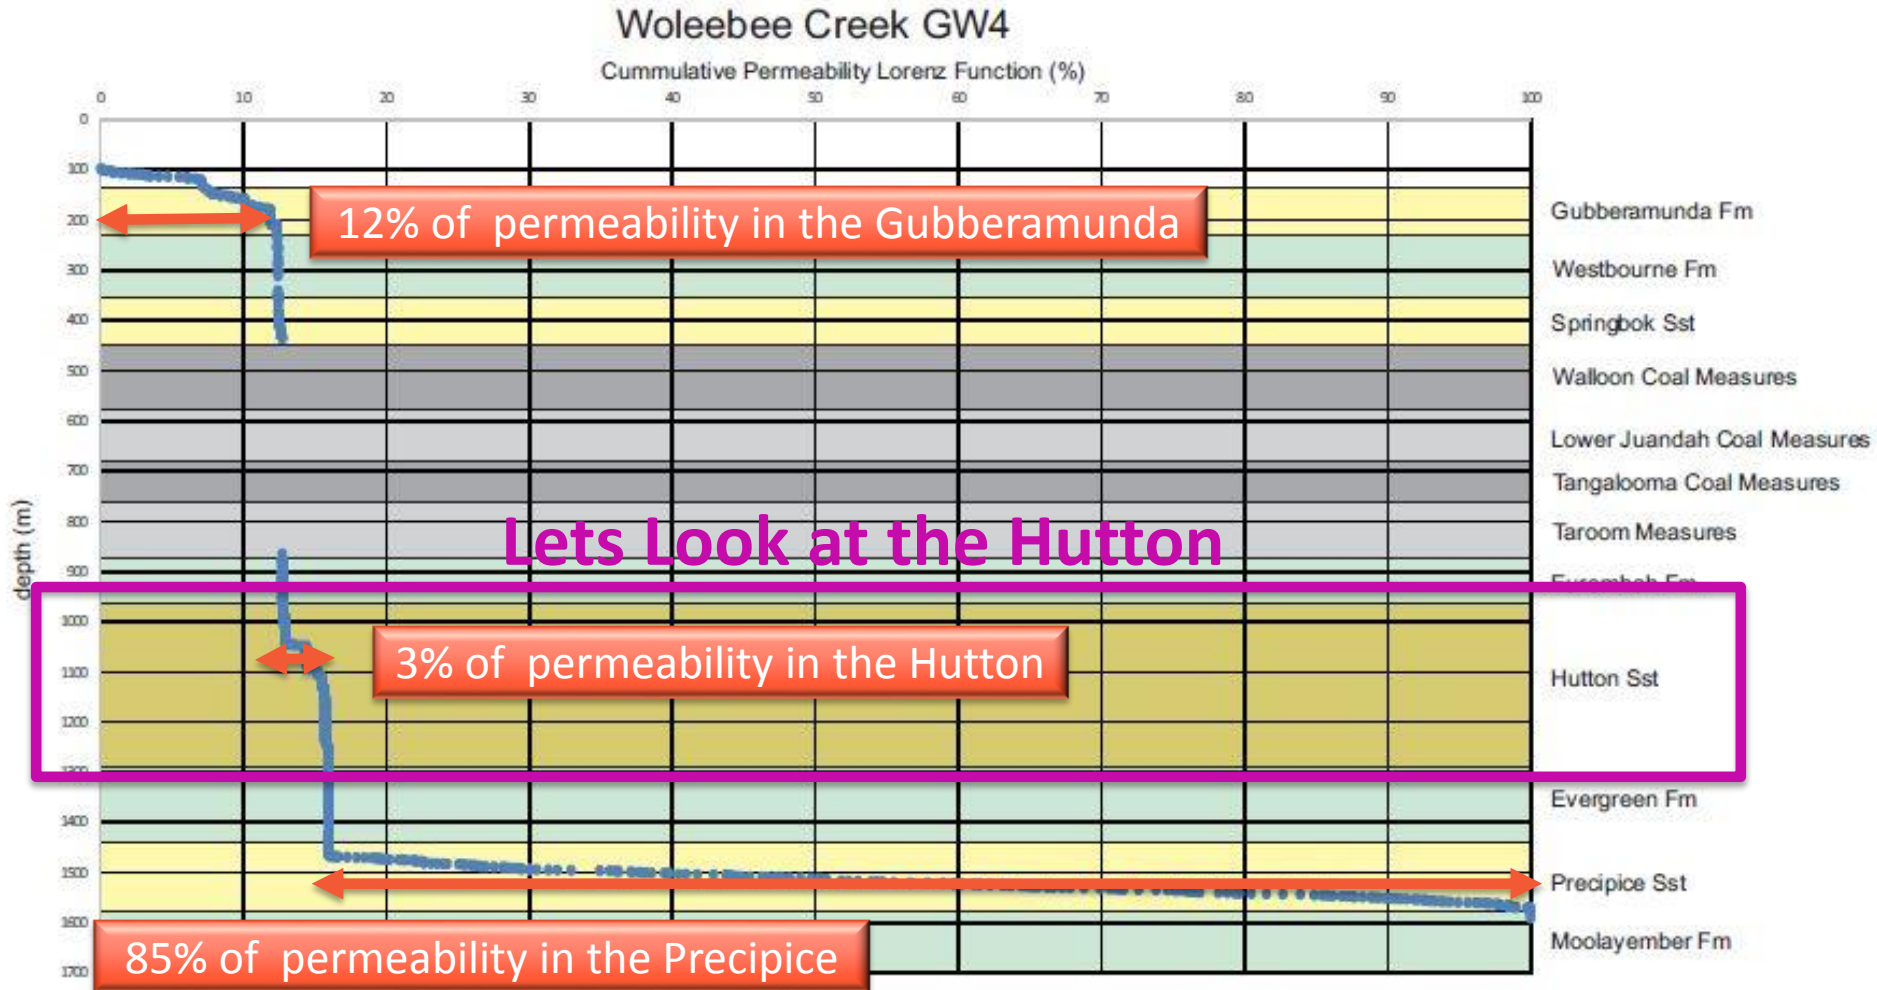 Woleebee Creek GW4
Cummulative Permeability Lorenz Function (%)
0 10 20 30 40 50 60 70 80 90 100
0
100
200
300
400
500
600
700
800
900
1000
1100
1200
1300
1400
1500
1600
1700
depth (m)
12% of permeability in the Gubberamunda
Lets Look at the Hutton
3% of permeability in the Hutton
85% of permeability in the Precipice
Gubberamunda Fm
Westbourne Fm
Springbok Sst
Walloon Coal Measures
Lower Juandah Coal Measures
Tangalooma Coal Measures
Taroom Measures
Fm
Hutton Sst
Evergreen Fm
Precipice Sst
Moolayember Fm